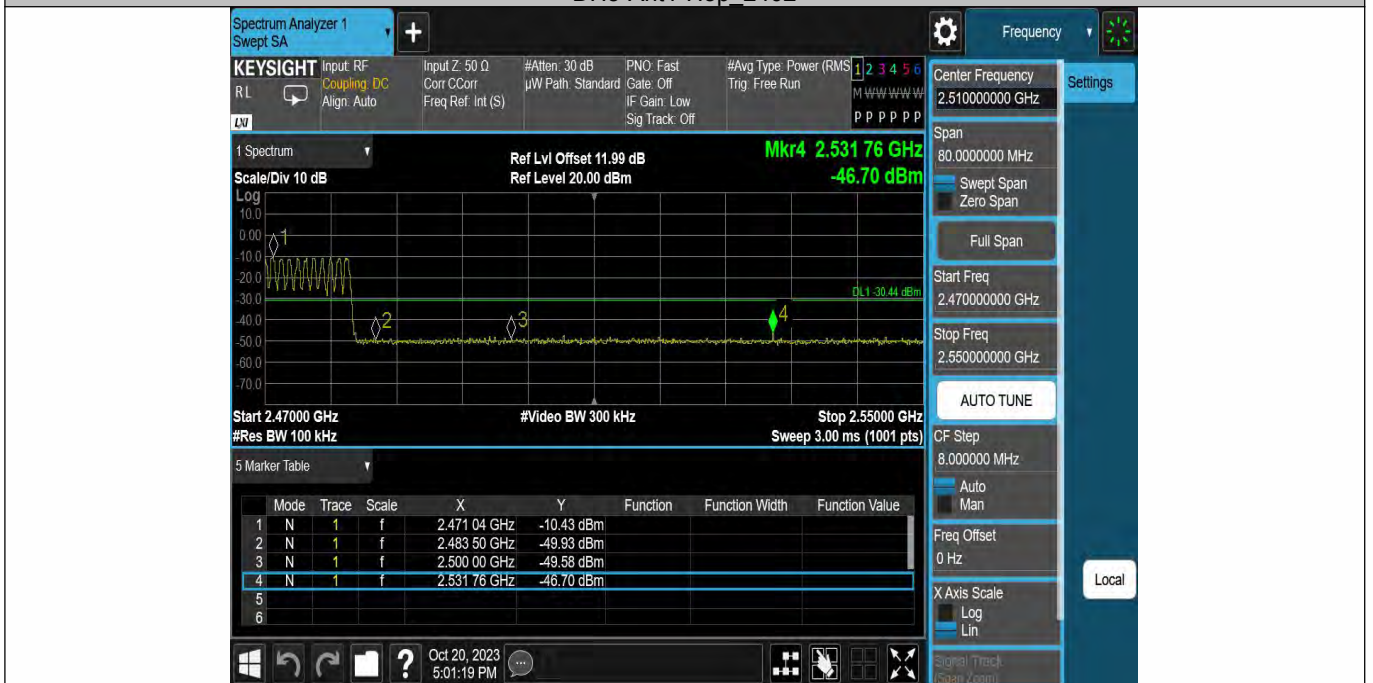 Spectrum Analyzer 1
Swept SA
+
Frequency
KEYSIGHT
RL
LXI
Input: RF
Coupling: DC
Align: Auto
Input Z: 50 Ω
Corr CCorr
Freq Ref: Int (S)
#Atten: 30 dB
µW Path: Standard
PNO: Fast
Gate: Off
IF Gain: Low
Sig Track: Off
#Avg Type: Power (RMS
Trig: Free Run
1 2 3 4 5 6
M W W W W W
P P P P P P
Center Frequency
2.510000000 GHz
Settings
1 Spectrum
Scale/Div 10 dB
Ref Lvl Offset 11.99 dB
Ref Level 20.00 dBm
Mkr4 2.531 76 GHz
-46.70 dBm
Span
80.0000000 MHz
Swept Span
Zero Span
Full Span
Log
10.0
0.00
-10.0
-20.0
-30.0
-40.0
-50.0
-60.0
-70.0
1
2
3
4
DL1 -30.44 dBm
Start Freq
2.470000000 GHz
Stop Freq
2.550000000 GHz
AUTO TUNE
Start 2.47000 GHz
#Res BW 100 kHz
#Video BW 300 kHz
Stop 2.55000 GHz
Sweep 3.00 ms (1001 pts)
CF Step
8.000000 MHz
Auto
Man
5 Marker Table
Mode Trace Scale X Y Function Function Width Function Value
1 N 1 f 2.471 04 GHz -10.43 dBm
2 N 1 f 2.483 50 GHz -49.93 dBm
3 N 1 f 2.500 00 GHz -49.58 dBm
4 N 1 f 2.531 76 GHz -46.70 dBm
5
6
Freq Offset
0 Hz
Local
X Axis Scale
Log
Lin
Signal Track
(Span Zoom)
?
Oct 20, 2023
5:01:19 PM